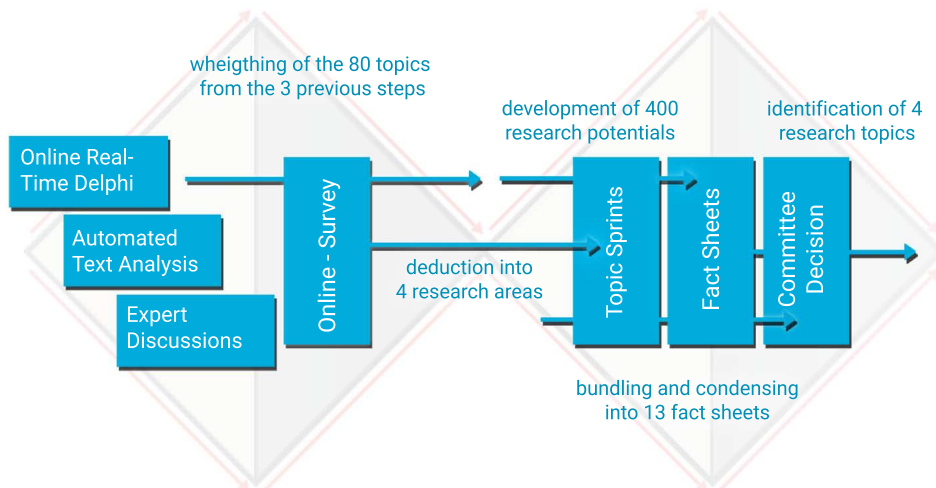 wheigthing of the 80 topics
from the 3 previous steps
development of 400
research potentials
identification of 4
research topics
Online Real-
Time Delphi
Automated
Text Analysis
Expert
Discussions
Online - Survey
deduction into
4 research areas
Topic Sprints
Fact Sheets
Committee
Decision
bundling and condensing
into 13 fact sheets